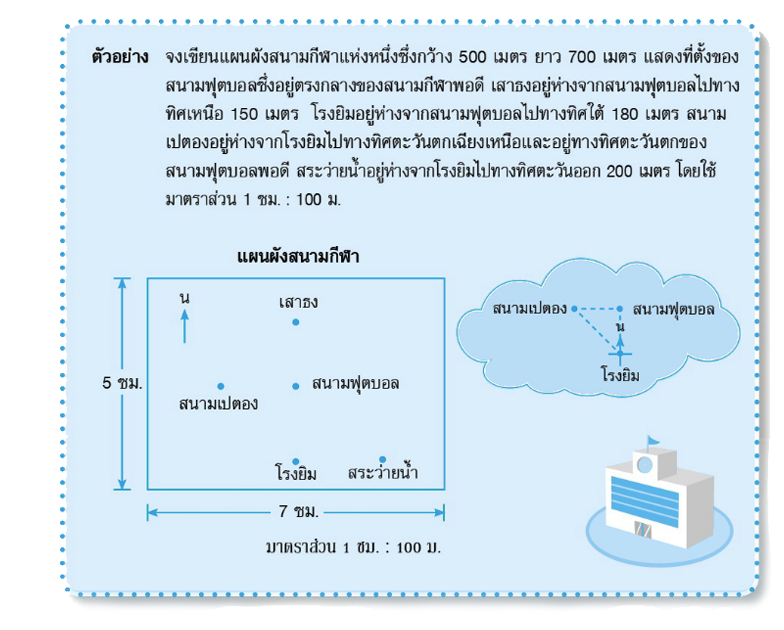 ตัวอย่าง จงเขียนแผนผังสนามกีฬาแห่งหนึ่งซึ่งกว้าง 500 เมตร ยาว 700 เมตร แสดงที่ตั้งของ
สนามฟุตบอลซึ่งอยู่ตรงกลางของสนามกีฬาพอดี เสาธงอยู่ห่างจากสนามฟุตบอลไปทาง
ทิศเหนือ 150 เมตร โรงยิมอยู่ห่างจากสนามฟุตบอลไปทางทิศใต้ 180 เมตร สนาม
เปตองอยู่ห่างจากโรงยิมไปทางทิศตะวันตกเฉียงเหนือและอยู่ทางทิศตะวันตกของ
สนามฟุตบอลพอดี สระว่ายน้ำอยู่ห่างจากโรงยิมไปทางทิศตะวันออก 200 เมตร โดยใช้
มาตราส่วน 1 ซม. : 100 ม.
แผนผังสนามกีฬา
น
เสาธง
5 ซม.
สนามฟุตบอล
สนามเปตอง
โรงยิม
สระว่ายน้ำ
7 ซม.
มาตราส่วน 1 ซม. : 100 ม.
สนามเปตอง
สนามฟุตบอล
น
โรงยิม